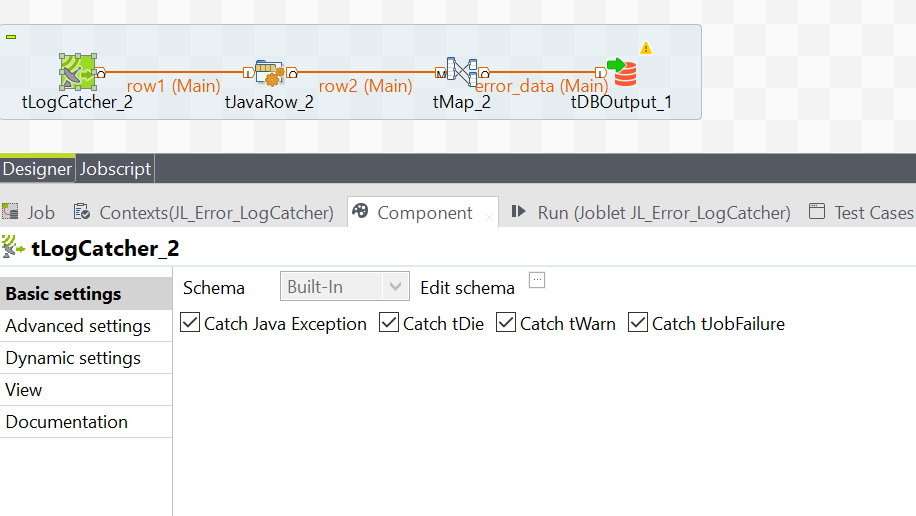 row1 (Main)
row2 (Main)
error_data (Main)
tLogCatcher_2
tJavaRow_2
tMap_2
tDBOutput_1
Designer
Jobscript
Job
Contexts(JL_Error_LogCatcher)
Component
Run (Joblet JL_Error_LogCatcher)
Test Cases
tLogCatcher_2
Basic settings
Advanced settings
Dynamic settings
View
Documentation
Schema
Built-In
Edit schema
Catch Java Exception
Catch tDie
Catch tWarn
Catch tJobFailure